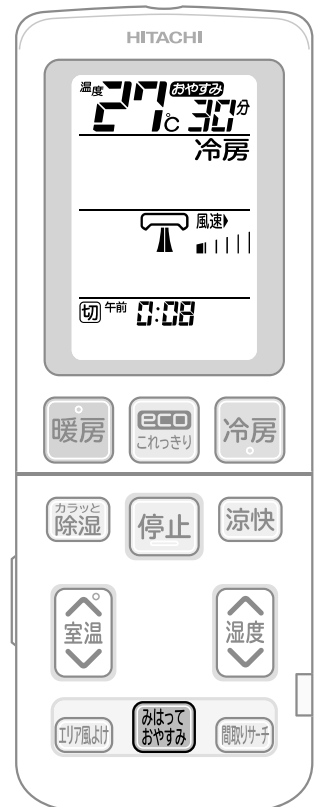 HITACHI
温度 27℃ おやすみ 30分
冷房
風速
切 午前 0:08
暖房 eco これっきり 冷房
カラッと
除湿 停止 涼快
室温 湿度
エリア風よけ みはって おやすみ 間取りサーチ